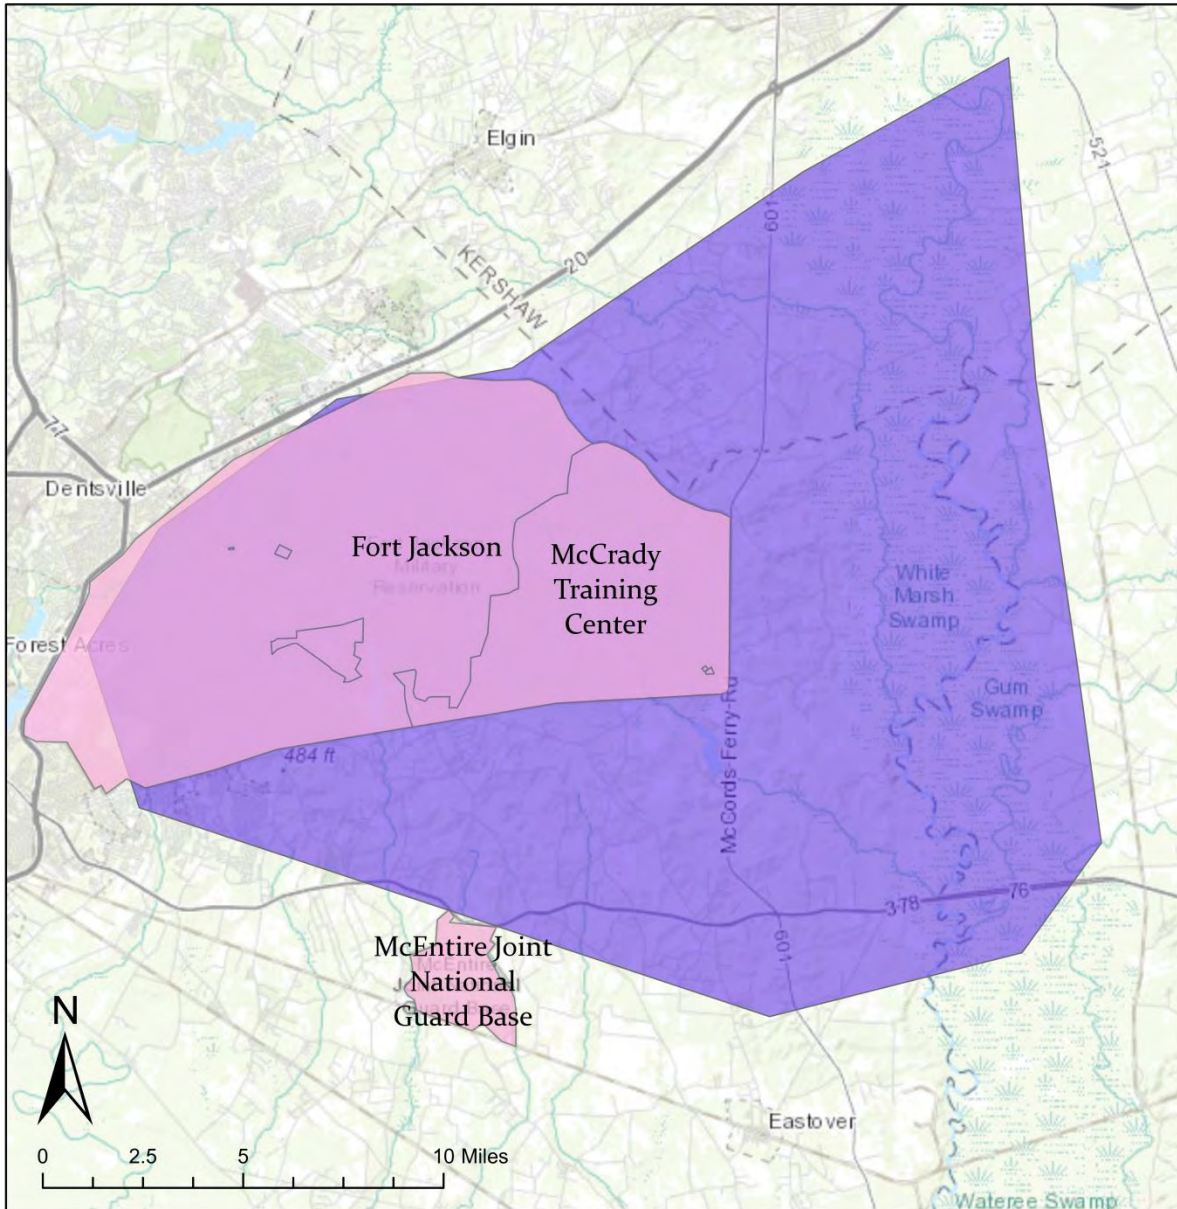 Elgin
521
601
20
KERSHAW
77
Dentsville
Fort Jackson
Military
Reservation
McCrady
Training
Center
White
Marsh
Swamp
Forest Acres
Gum
Swamp
484 ft
McCords-Ferry-Rd
378
76
601
McEntire Joint
National
Guard Base
McEntire
N
Eastover
0
2.5
5
10 Miles
Wateree Swamp